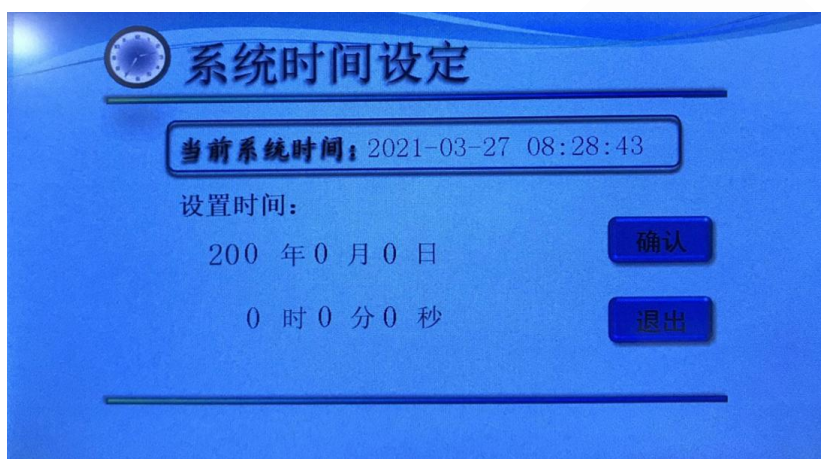 系统时间设定
当前系统时间：2021-03-27 08:28:43
设置时间：
200 年0 月0 日
确认
0 时0 分0 秒
退出